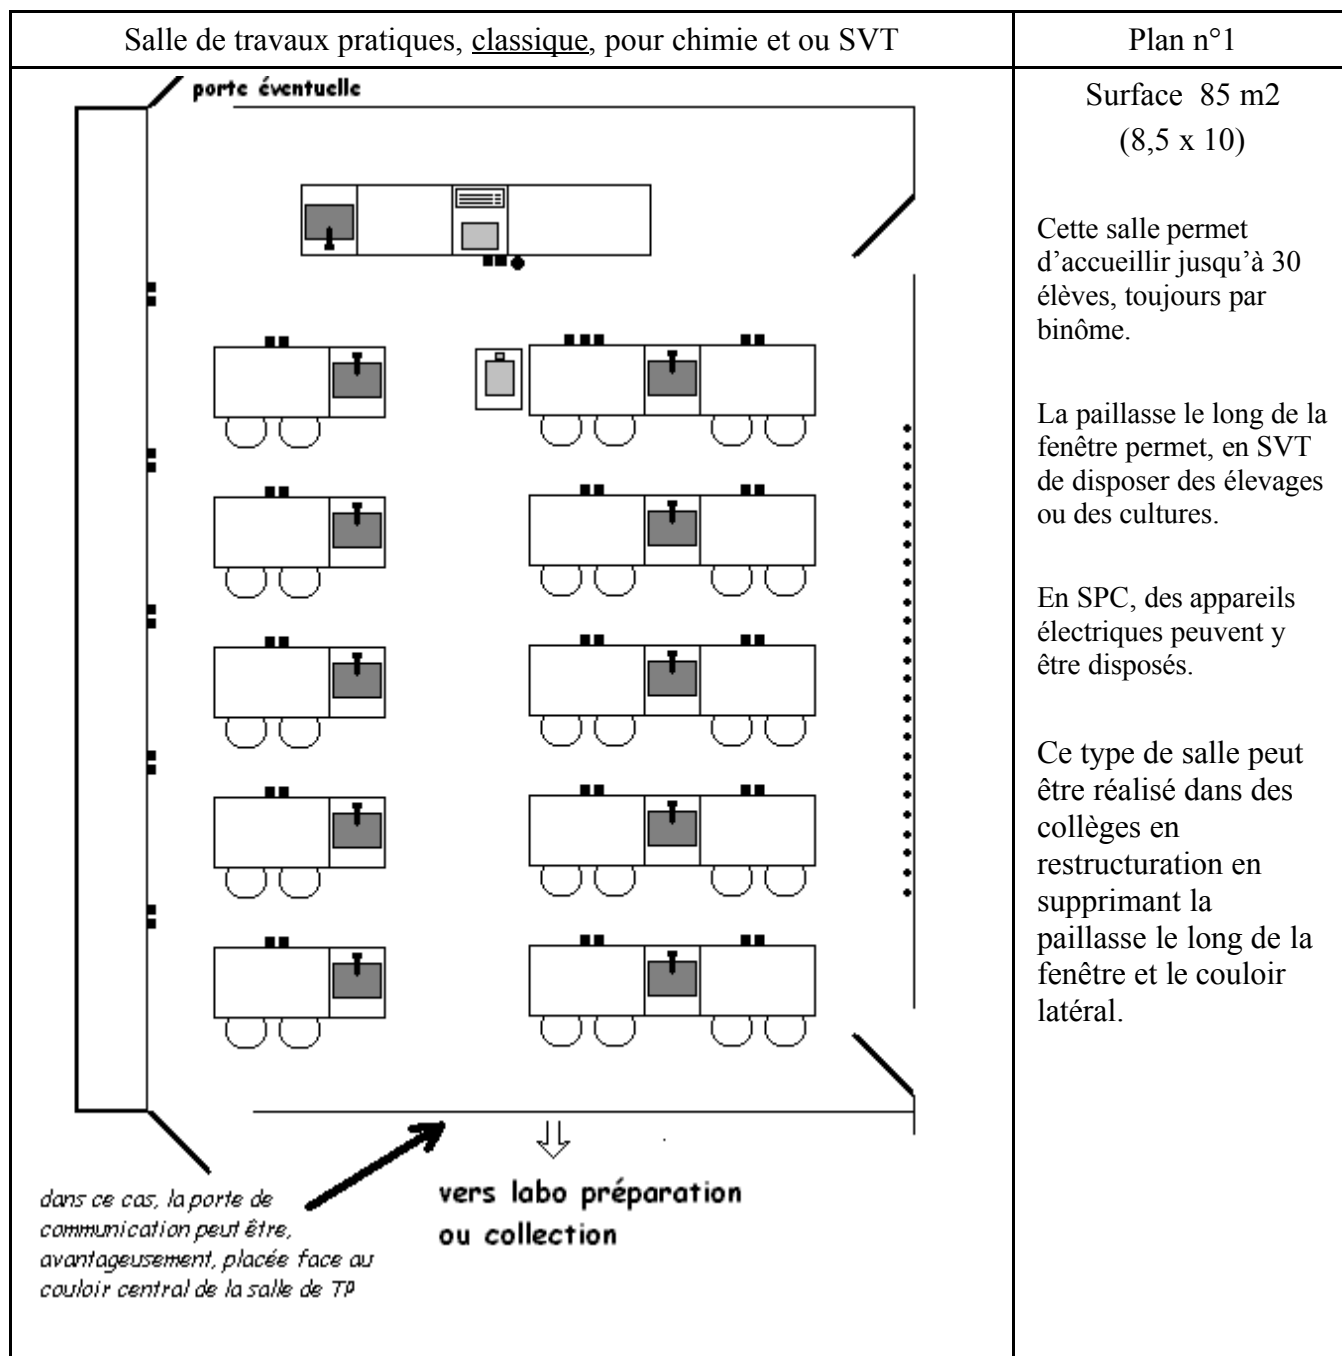 Salle de travaux pratiques, classique, pour chimie et ou SVT
Plan n°1
porte éventuelle
Surface 85 m2
(8,5 x 10)
Cette salle permet
d’accueillir jusqu’à 30
élèves, toujours par
binôme.
La paillasse le long de la
fenêtre permet, en SVT
de disposer des élevages
ou des cultures.
En SPC, des appareils
électriques peuvent y
être disposés.
Ce type de salle peut
être réalisé dans des
collèges en
restructuration en
supprimant la
paillasse le long de la
fenêtre et le couloir
latéral.
dans ce cas, la porte de
communication peut être,
avantageusement, placée face au
couloir central de la salle de TP
vers labo préparation
ou collection